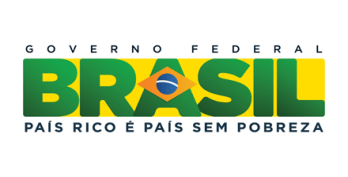 GOVERNO FEDERAL
BRASIL
PAÍS RICO É PAÍS SEM POBREZA